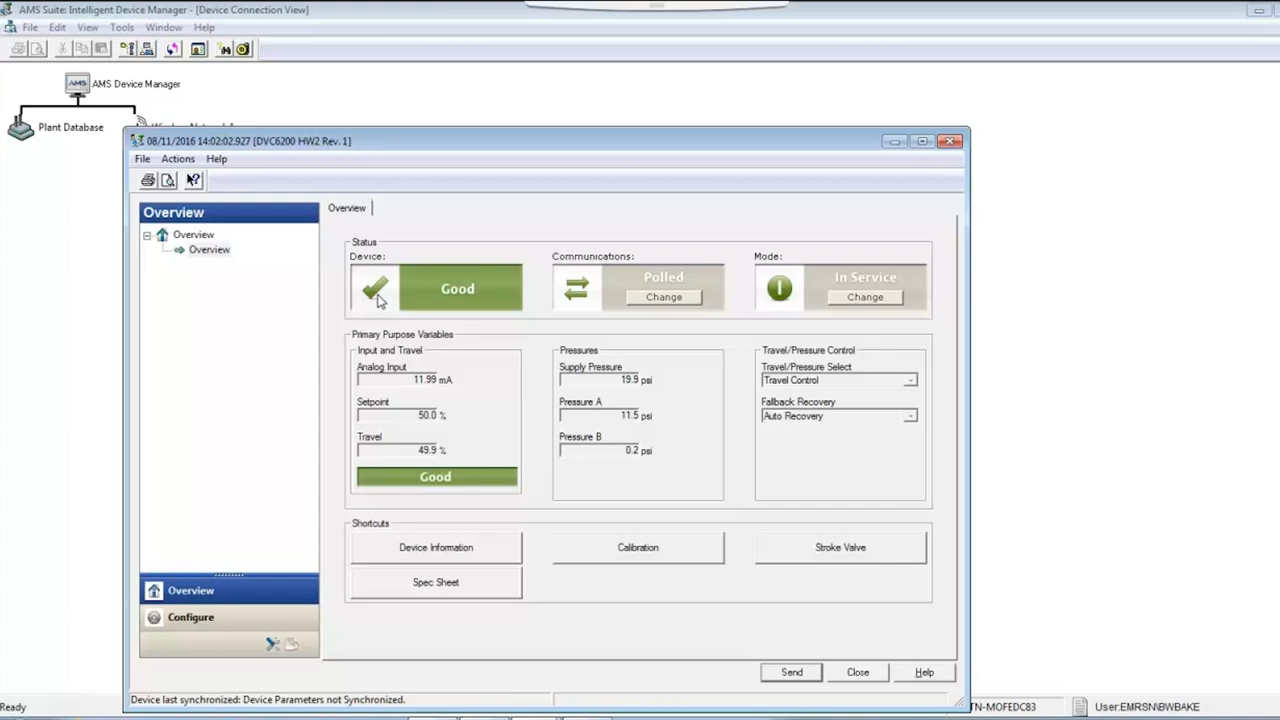 AMS Suite: Intelligent Device Manager - [Device Connection View]
File Edit View Tools Window Help
AMS AMS Device Manager
Plant Database
08/11/2016 14:02:02.927 [DVC6200 HW2 Rev. 1]
File Actions Help
Overview
Overview
Overview
Overview
Status
Device: Communications: Mode:
Good Polled In Service
Change Change
Primary Purpose Variables
Input and Travel Pressures Travel/Pressure Control
Analog Input Supply Pressure Travel/Pressure Select
11.99 mA 19.9 psi Travel Control
Setpoint Pressure A Fallback Recovery
50.0 % 11.5 psi Auto Recovery
Travel Pressure B
49.9 % 0.2 psi
Good
Shortcuts
Device Information Calibration Stroke Valve
Spec Sheet
Overview
Configure
Send Close Help
Device last synchronized: Device Parameters not Synchronized.
Ready TN-MOFEDC83 User:EMRSN\BWBAKE